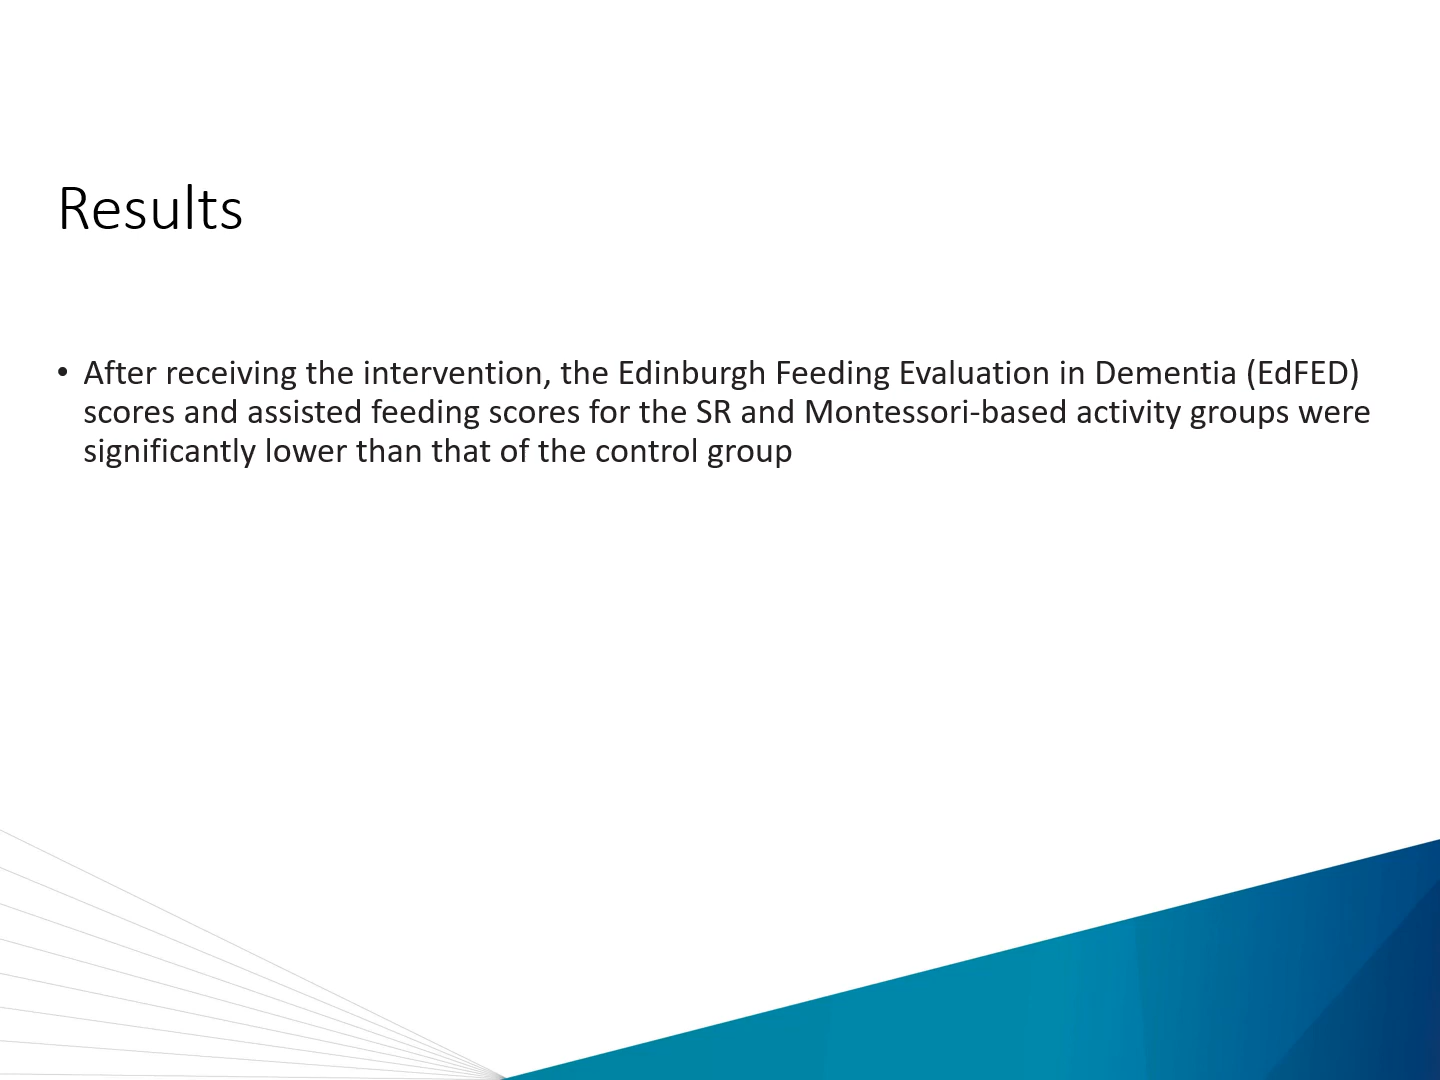 Results
• After receiving the intervention, the Edinburgh Feeding Evaluation in Dementia (EdFED)
scores and assisted feeding scores for the SR and Montessori-based activity groups were
significantly lower than that of the control group